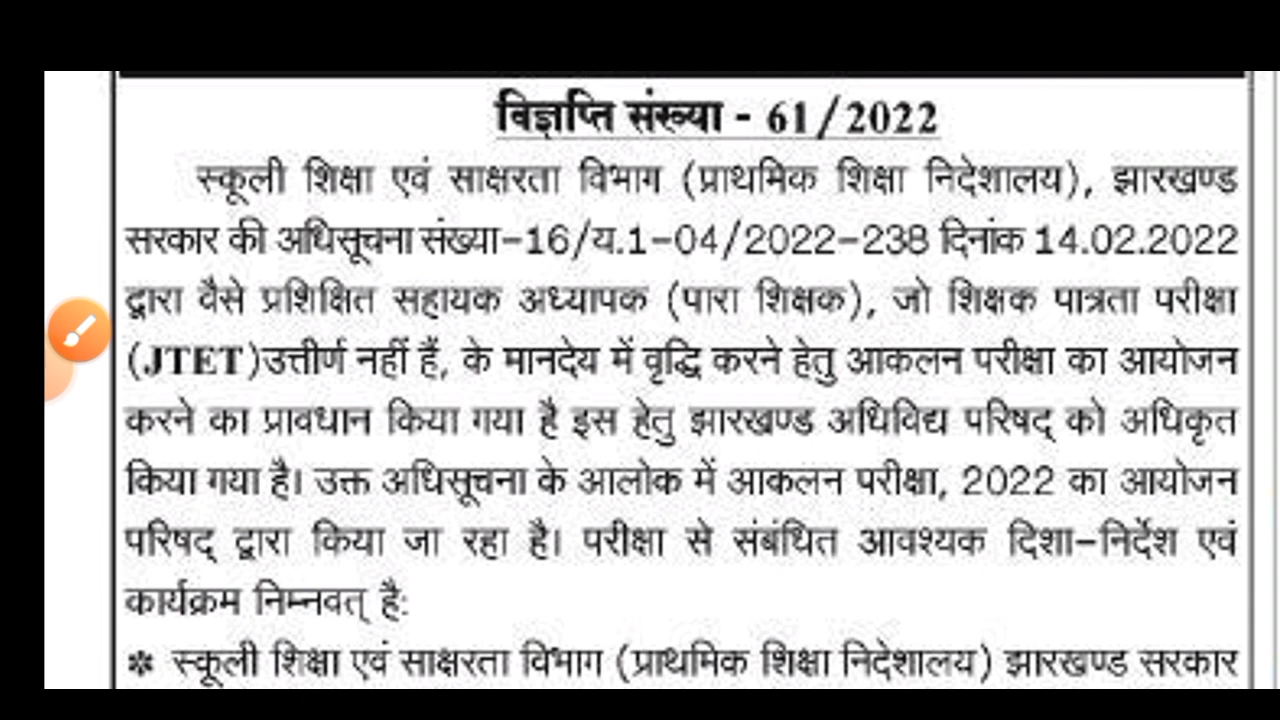 विज्ञप्ति संख्या - 61/2022
स्कूली शिक्षा एवं साक्षरता विभाग (प्राथमिक शिक्षा निदेशालय), झारखण्ड
सरकार की अधिसूचना संख्या-16/य.1-04/2022-238 दिनांक 14.02.2022
द्वारा वैसे प्रशिक्षित सहायक अध्यापक (पारा शिक्षक), जो शिक्षक पात्रता परीक्षा
(JTET)उत्तीर्ण नहीं हैं, के मानदेय में वृद्धि करने हेतु आकलन परीक्षा का आयोजन
करने का प्रावधान किया गया है इस हेतु झारखण्ड अधिविद्य परिषद् को अधिकृत
किया गया है। उक्त अधिसूचना के आलोक में आकलन परीक्षा, 2022 का आयोजन
परिषद् द्वारा किया जा रहा है। परीक्षा से संबंधित आवश्यक दिशा-निर्देश एवं
कार्यक्रम निम्नवत् है:
* स्कूली शिक्षा एवं साक्षरता विभाग (प्राथमिक शिक्षा निदेशालय) झारखण्ड सरकार